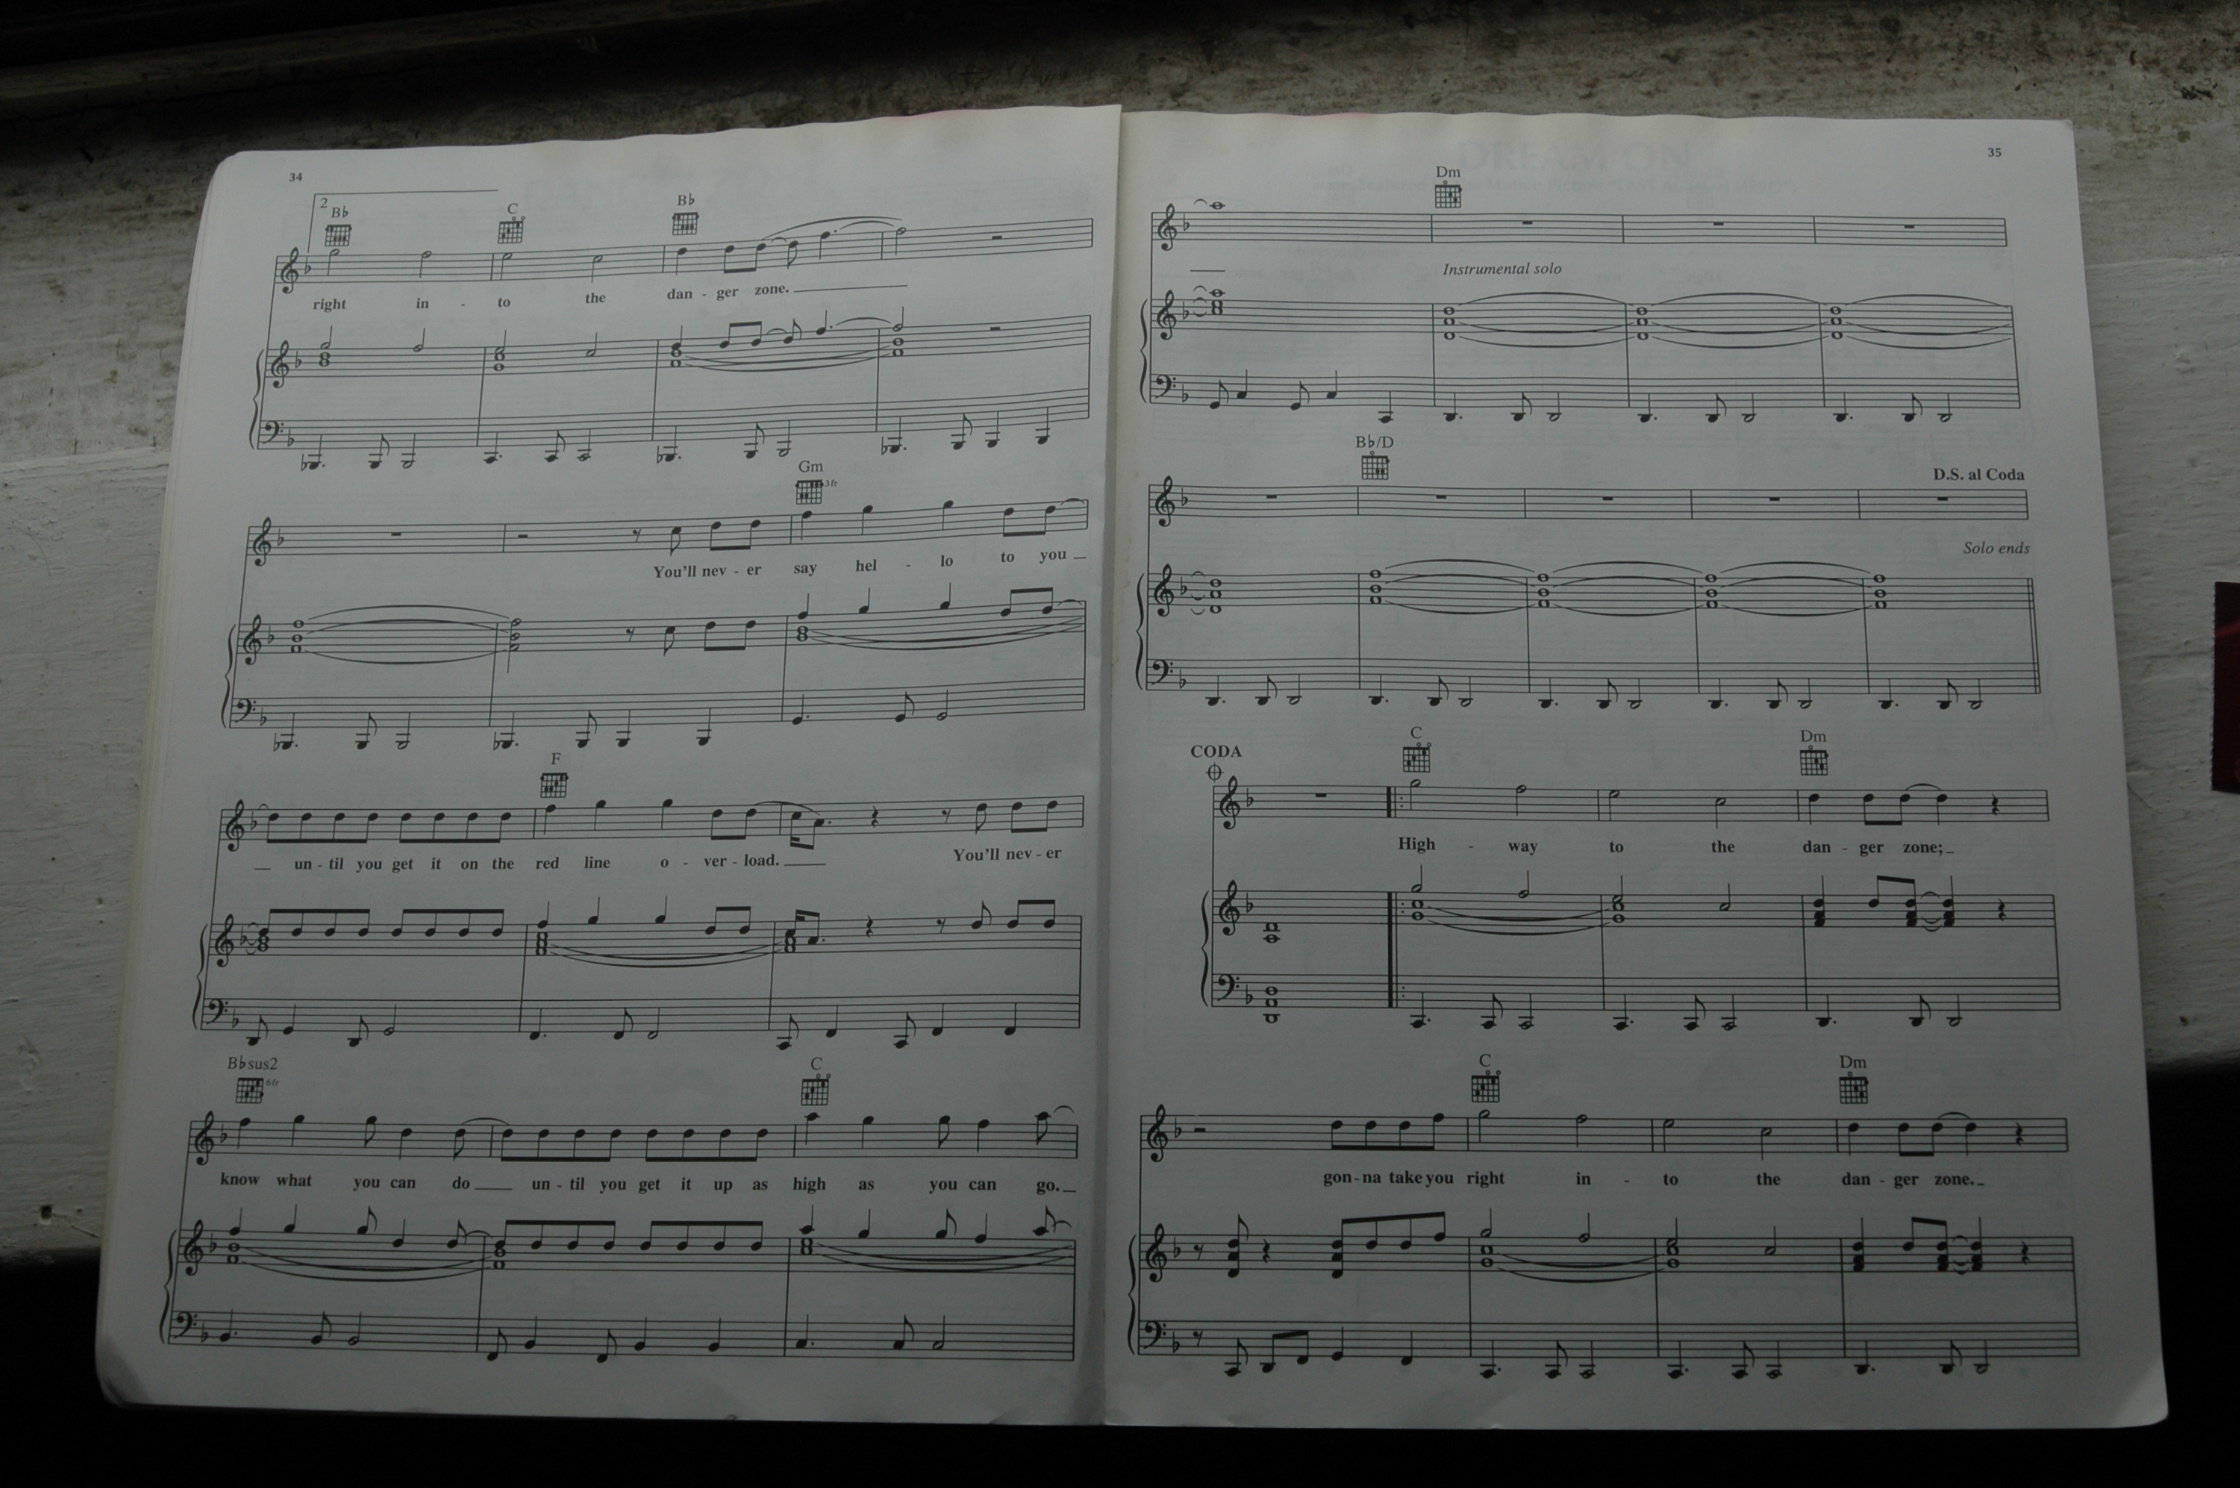 34
2
B♭ C B♭
right in - to the dan - ger zone.
Gm
3fr
You'll nev - er say hel - lo to you
F
un - til you get it on the red line o - ver - load. You'll nev - er
B♭sus2 C
6fr
know what you can do un - til you get it up as high as you can go.
35
DREAM ON
Dm
Instrumental solo
B♭/D
D.S. al Coda
Solo ends
CODA
C Dm
High - way to the dan - ger zone;
C Dm
gon - na take you right in - to the dan - ger zone.